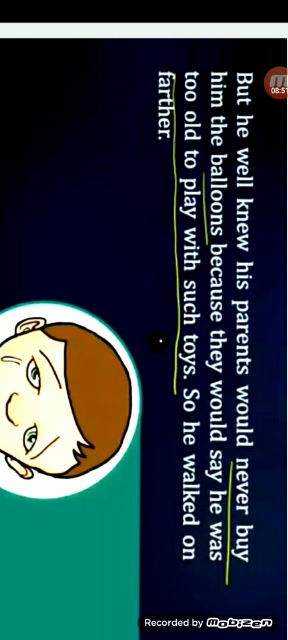 But he well knew his parents would never buy
him the balloons because they would say he was
too old to play with such toys. So he walked on
farther.
08:51
Recorded by mobizen